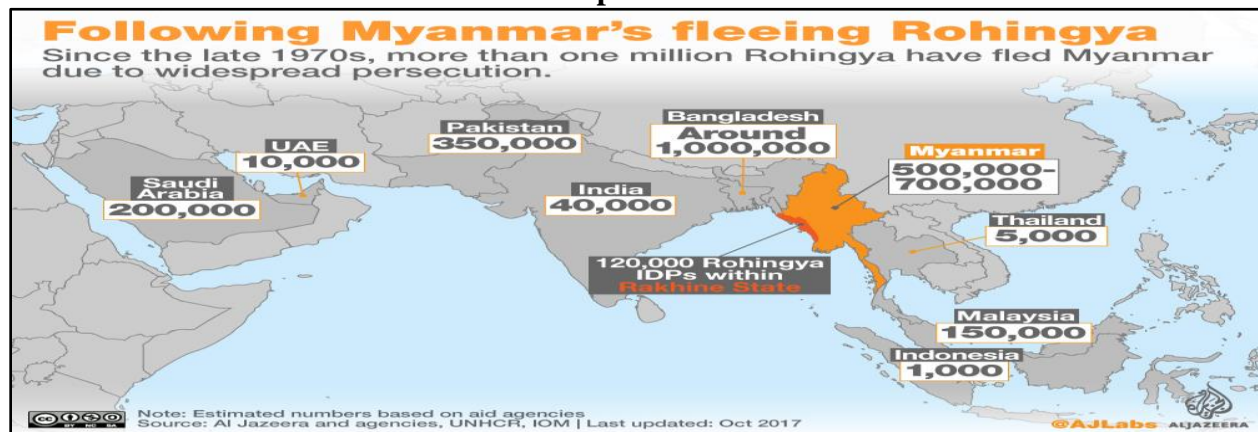 Following Myanmar's fleeing Rohingya
Since the late 1970s, more than one million Rohingya have fled Myanmar
due to widespread persecution.
Bangladesh
Around
1,000,000
Pakistan
350,000
UAE
10,000
Myanmar
500,000-
700,000
Saudi
Arabia
200,000
India
40,000
Thailand
5,000
120,000 Rohingya
IDPs within
Rakhine State
Malaysia
150,000
Indonesia
1,000
cc BY NC SA
Note: Estimated numbers based on aid agencies
Source: Al Jazeera and agencies, UNHCR, IOM | Last updated: Oct 2017
@AJLabs ALJAZEERA